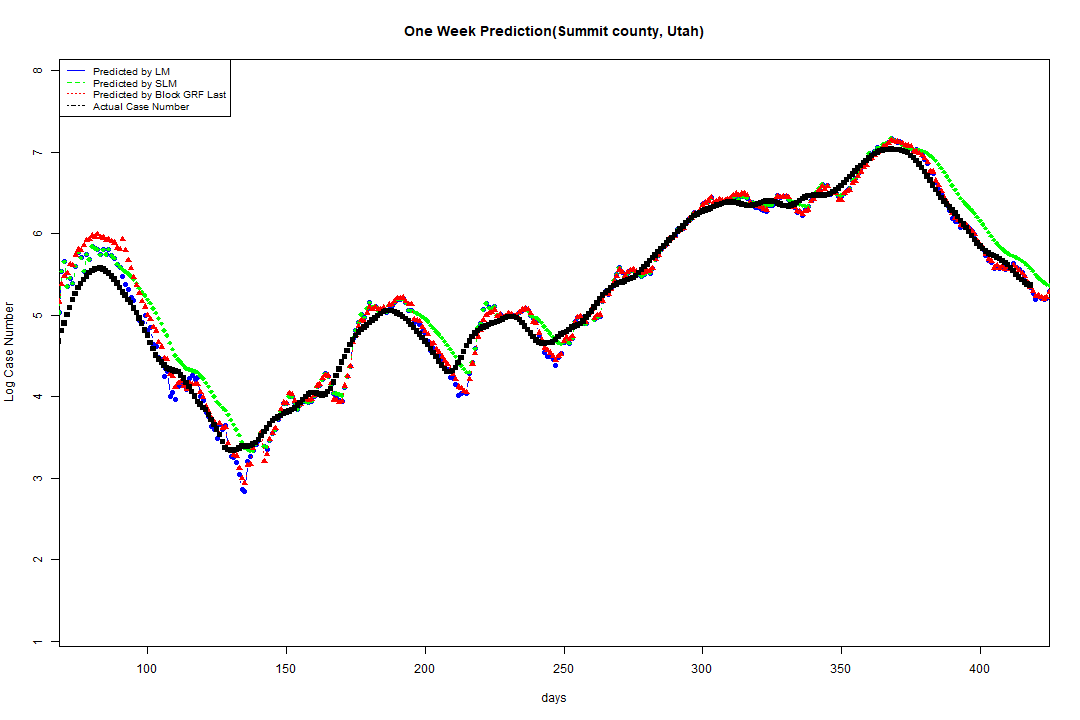 One Week Prediction(Summit county, Utah)
Predicted by LM
Predicted by SLM
Predicted by Block GRF Last
Actual Case Number
8
7
6
5
4
3
2
1
Log Case Number
100 150 200 250 300 350 400
days